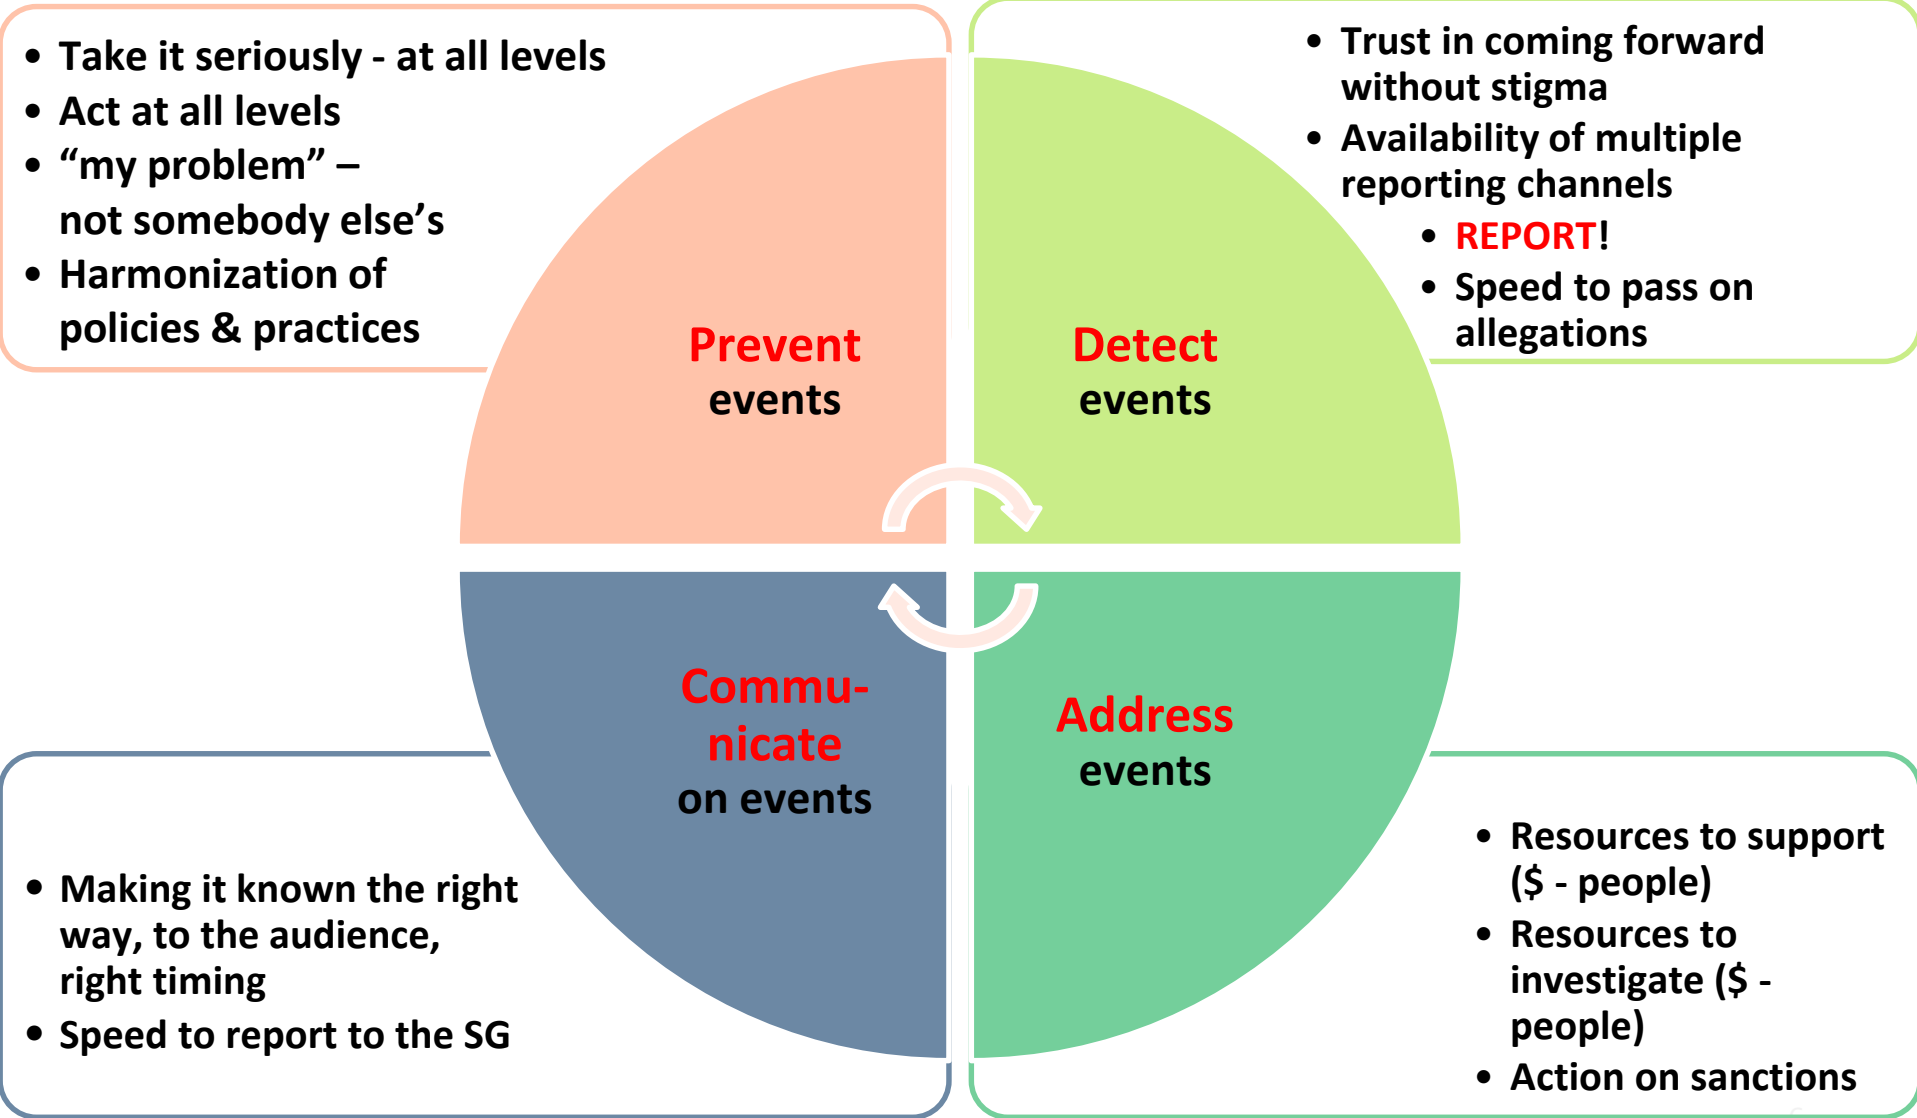 • Take it seriously - at all levels
• Act at all levels
• “my problem” –
not somebody else’s
• Harmonization of
policies & practices
• Trust in coming forward
without stigma
• Availability of multiple
reporting channels
• REPORT!
• Speed to pass on
allegations
Prevent
events
Detect
events
Commu-
nicate
on events
Address
events
• Making it known the right
way, to the audience,
right timing
• Speed to report to the SG
• Resources to support
($ - people)
• Resources to
investigate ($ -
people)
• Action on sanctions